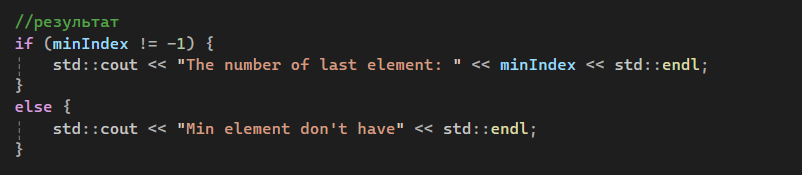 //результат
if (minIndex != -1) {
std::cout << "The number of last element: " << minIndex << std::endl;
}
else {
std::cout << "Min element don't have" << std::endl;
}